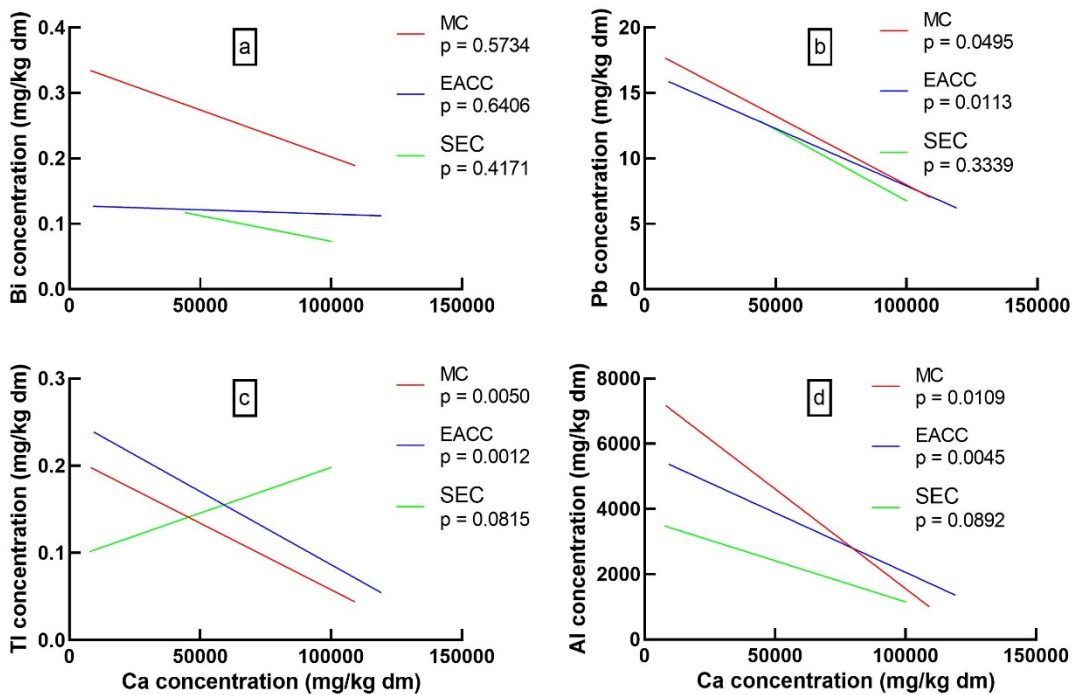 Bi concentration (mg/kg dm)
0.4
0.3
0.2
0.1
0.0
0
50000
100000
150000
a
MC
p = 0.5734
EACC
p = 0.6406
SEC
p = 0.4171
Pb concentration (mg/kg dm)
20
15
10
5
0
0
50000
100000
150000
b
MC
p = 0.0495
EACC
p = 0.0113
SEC
p = 0.3339
Tl concentration (mg/kg dm)
0.3
0.2
0.1
0.0
0
50000
100000
150000
Ca concentration (mg/kg dm)
c
MC
p = 0.0050
EACC
p = 0.0012
SEC
p = 0.0815
Al concentration (mg/kg dm)
8000
6000
4000
2000
0
0
50000
100000
150000
Ca concentration (mg/kg dm)
d
MC
p = 0.0109
EACC
p = 0.0045
SEC
p = 0.0892